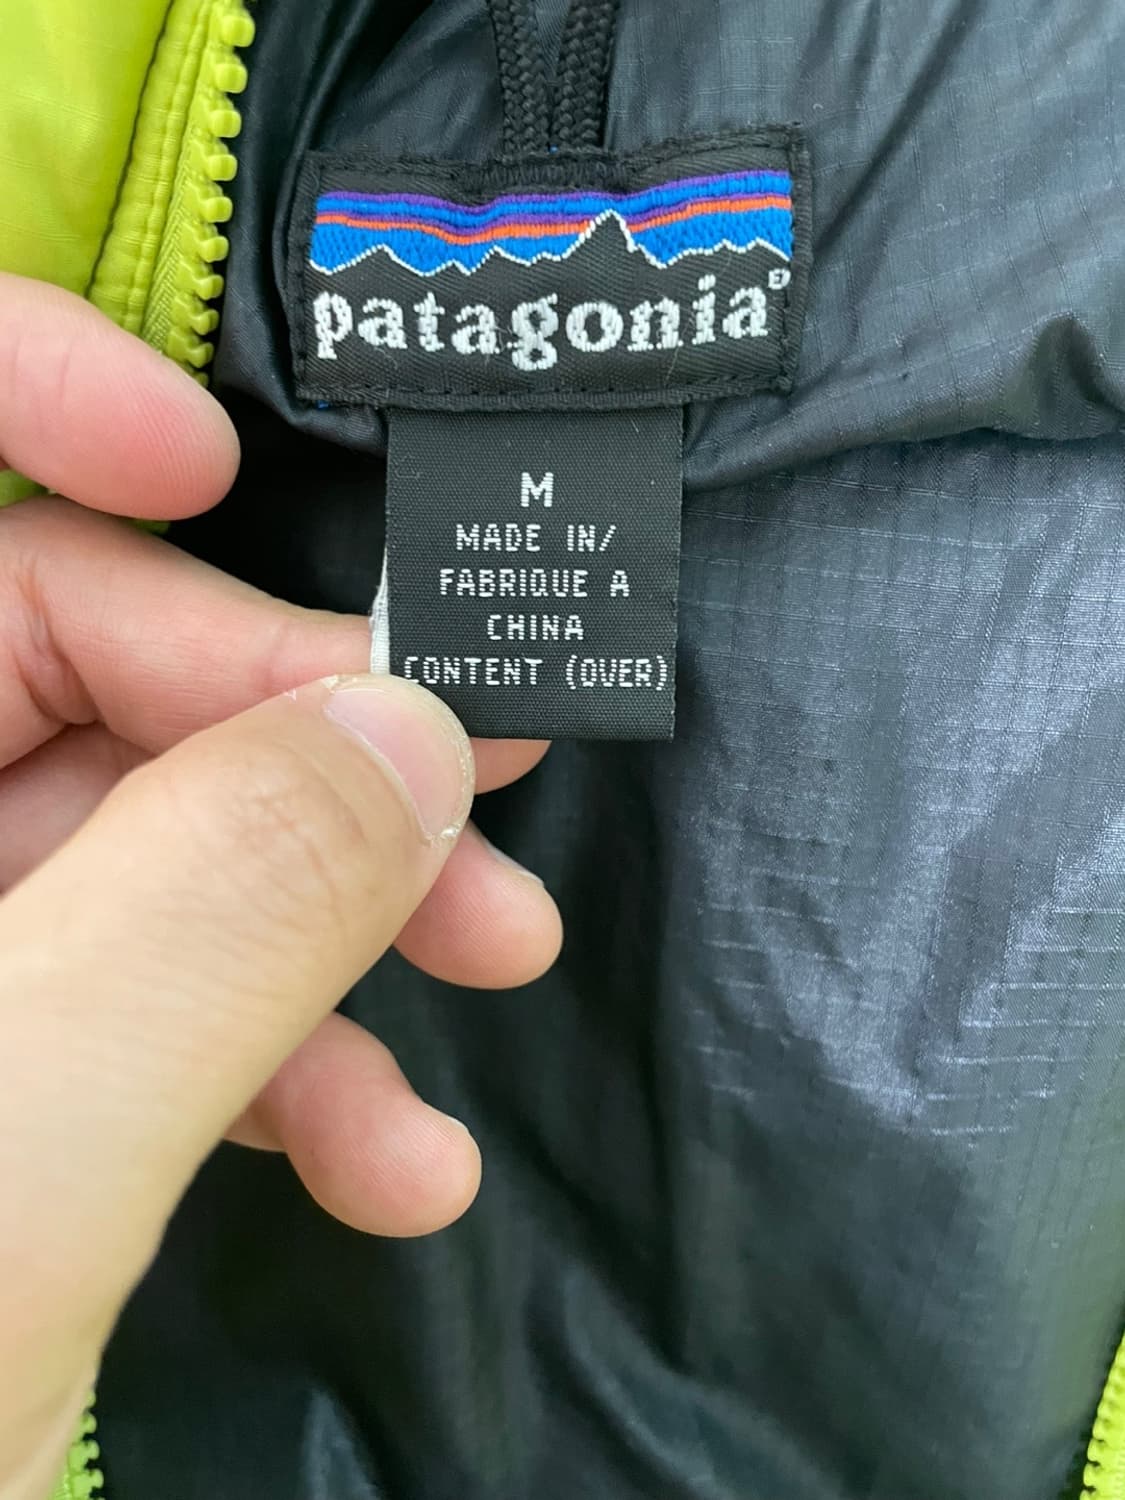 patagonia®
M
MADE IN/
FABRIQUE A
CHINA
CONTENT (OVER)